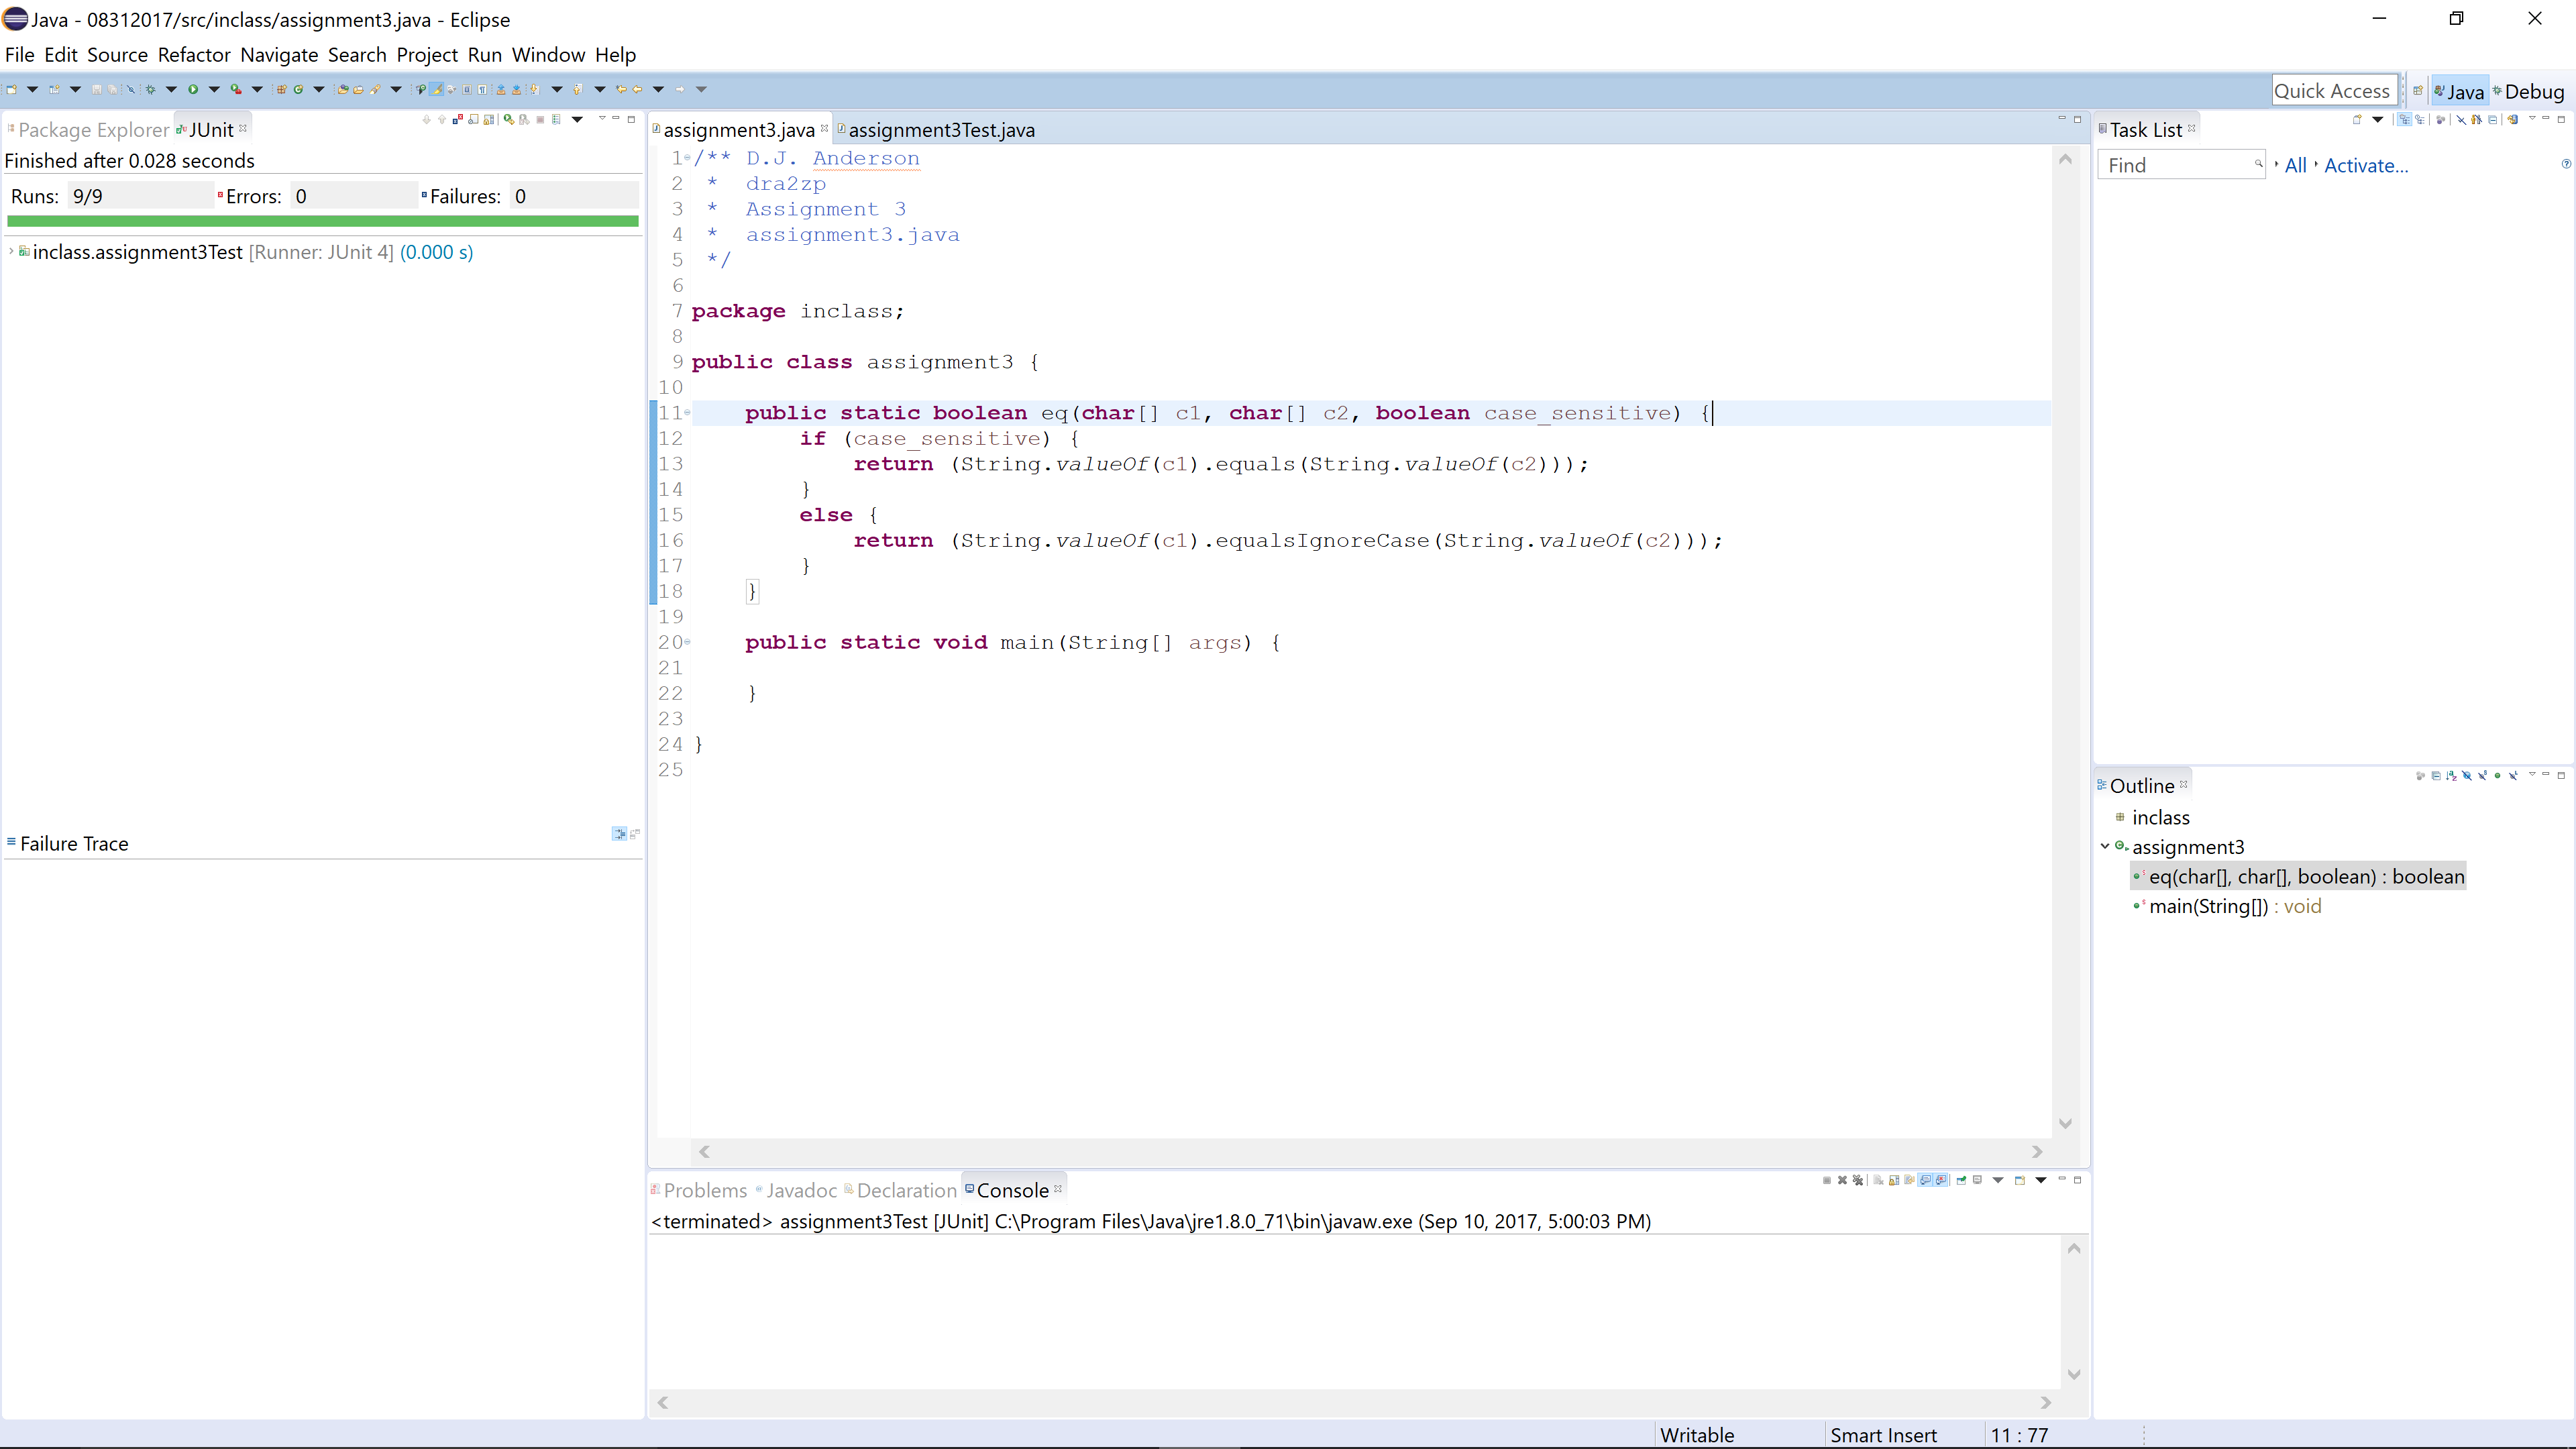 Java - 08312017/src/inclass/assignment3.java - Eclipse
File Edit Source Refactor Navigate Search Project Run Window Help
Quick Access Java Debug
Package Explorer JUnit
Finished after 0.028 seconds
Runs: 9/9 Errors: 0 Failures: 0
inclass.assignment3Test [Runner: JUnit 4] (0.000 s)
Failure Trace
assignment3.java assignment3Test.java
1 /** D.J. Anderson
2 * dra2zp
3 * Assignment 3
4 * assignment3.java
5 */
6
7 package inclass;
8
9 public class assignment3 {
10
11 public static boolean eq(char[] c1, char[] c2, boolean case_sensitive) {
12 if (case_sensitive) {
13 return (String.valueOf(c1).equals(String.valueOf(c2)));
14 }
15 else {
16 return (String.valueOf(c1).equalsIgnoreCase(String.valueOf(c2)));
17 }
18 }
19
20 public static void main(String[] args) {
21
22 }
23
24 }
25
Problems Javadoc Declaration Console
<terminated> assignment3Test [JUnit] C:\Program Files\Java\jre1.8.0_71\bin\javaw.exe (Sep 10, 2017, 5:00:03 PM)
Task List
Find All Activate...
Outline
inclass
assignment3
eq(char[], char[], boolean) : boolean
main(String[]) : void
Writable Smart Insert 11 : 77